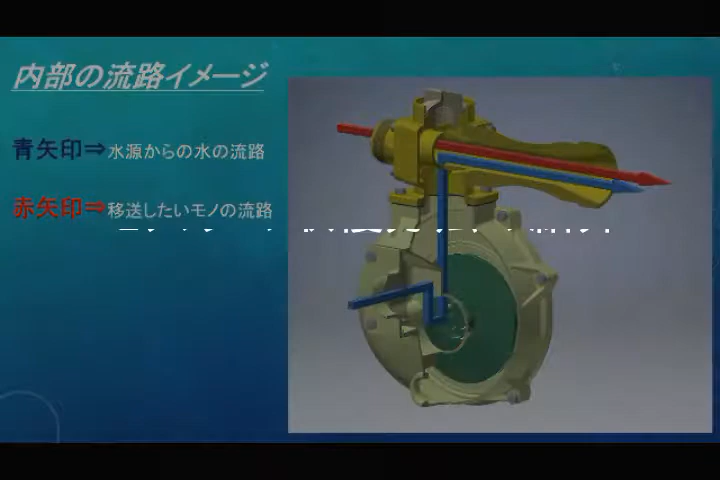 内部の流路イメージ
青矢印⇒水源からの水の流路
赤矢印⇒移送したいモノの流路